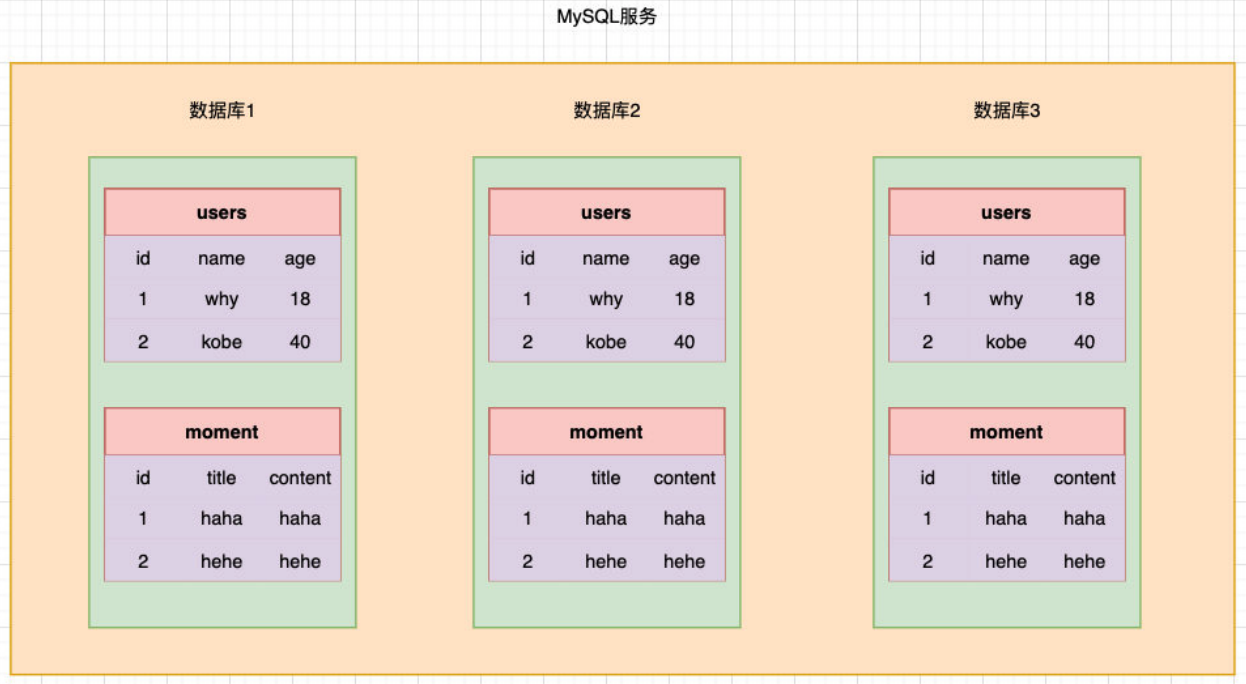 MySQL服务
数据库1 数据库2 数据库3
users users users
id name age id name age id name age
1 why 18 1 why 18 1 why 18
2 kobe 40 2 kobe 40 2 kobe 40
moment moment moment
id title content id title content id title content
1 haha haha 1 haha haha 1 haha haha
2 hehe hehe 2 hehe hehe 2 hehe hehe